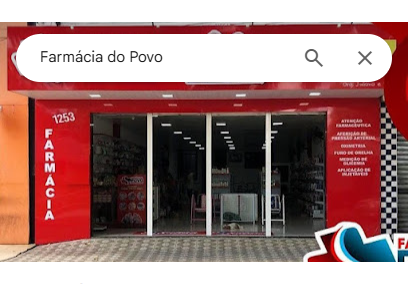 Farmácia do Povo
1253
FARMÁCIA
ATENÇÃO
FARMACÊUTICA
AFERIÇÃO DE
PRESSÃO ARTERIAL
FURO DE ORELHA
MEDIÇÃO DE
GLICEMIA
APLICAÇÃO DE
INJETÁVEIS
FA